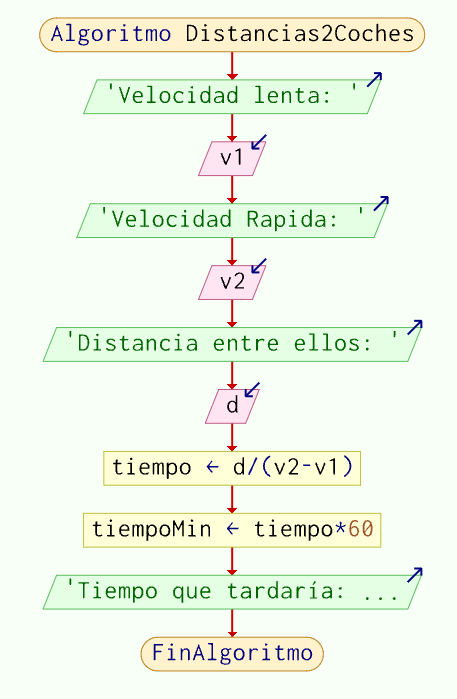 Algoritmo Distancias2Coches
'Velocidad lenta: '
v1
'Velocidad Rapida: '
v2
'Distancia entre ellos: '
d
tiempo ← d/(v2-v1)
tiempoMin ← tiempo*60
'Tiempo que tardaría: ...
FinAlgoritmo